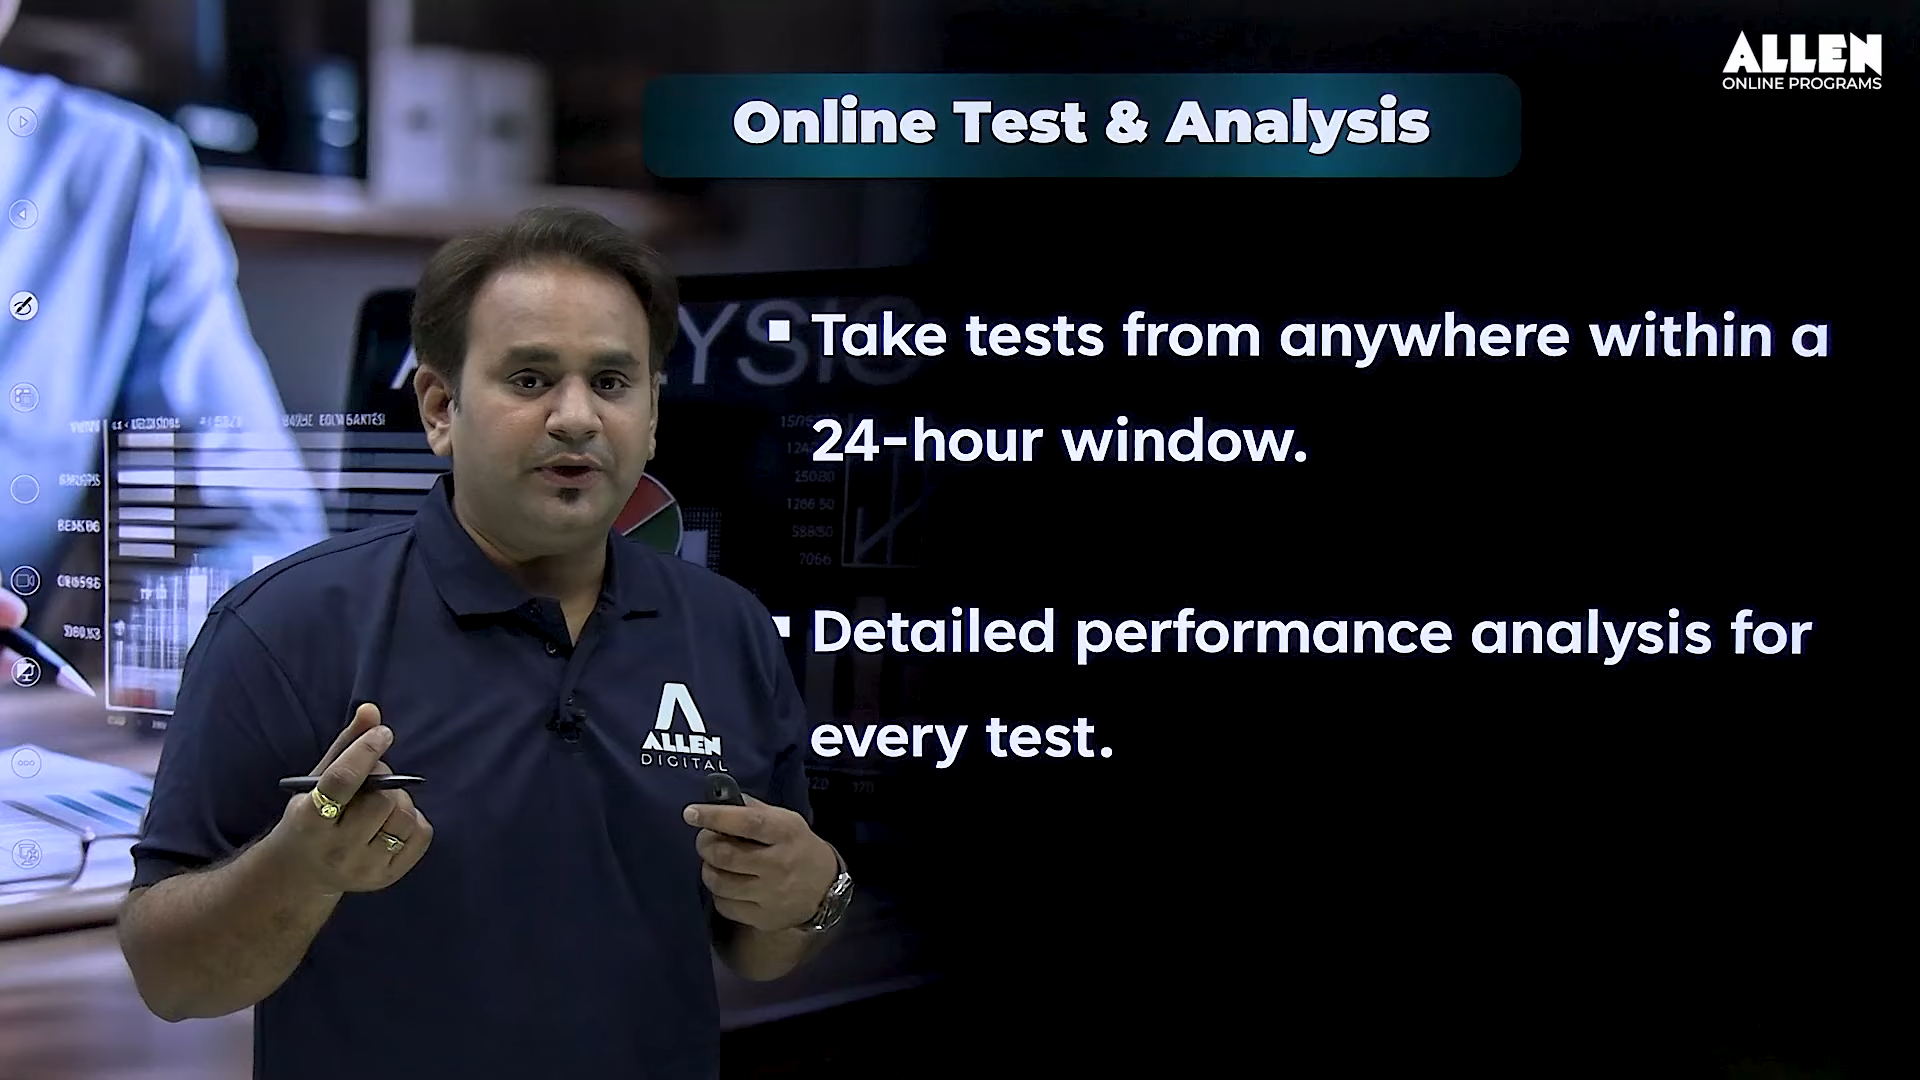 ALLEN
ONLINE PROGRAMS
Online Test & Analysis
Take tests from anywhere within a
24-hour window.
Detailed performance analysis for
every test.
ALLEN
DIGITAL